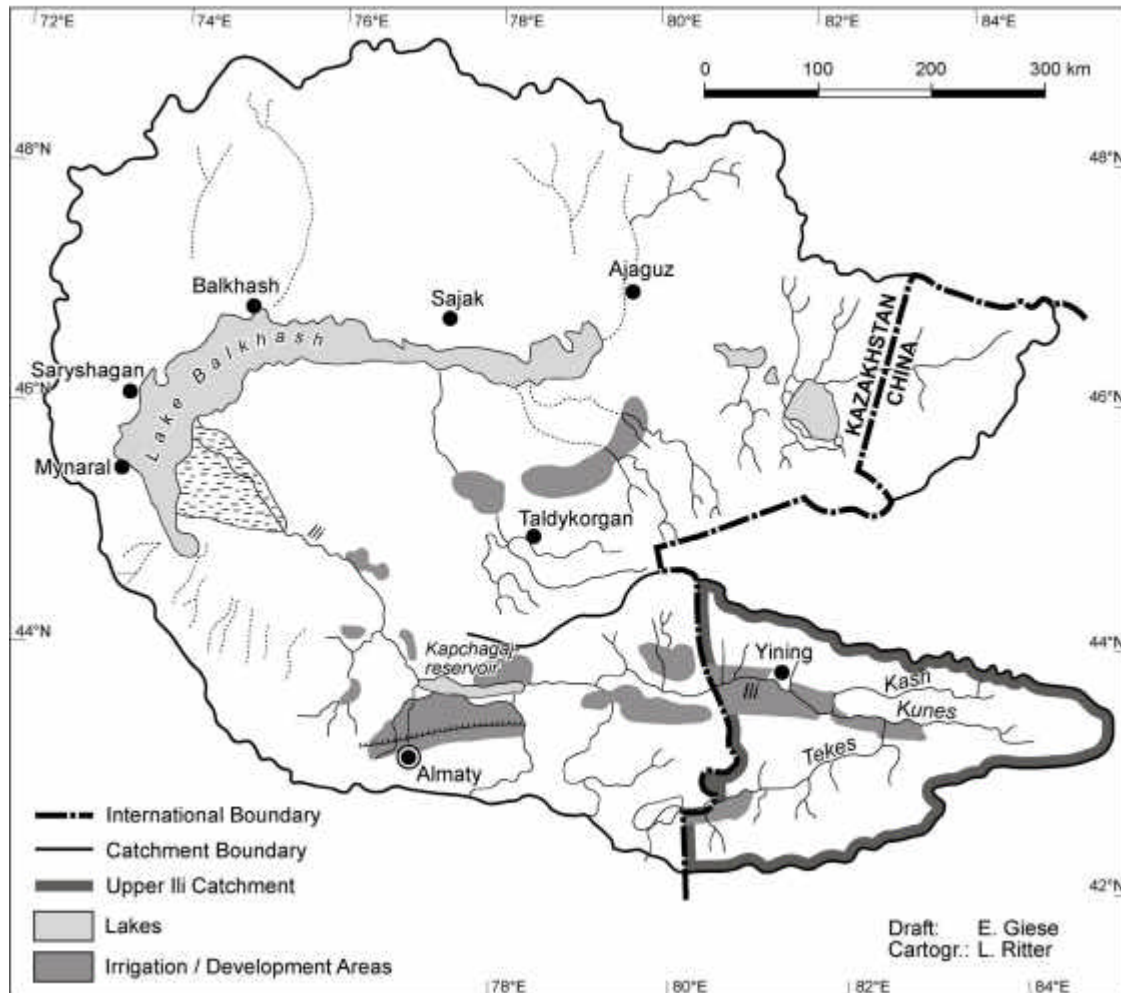 72°E 74°E 76°E 78°E 80°E 82°E 84°E
0 100 200 300 km
48°N 48°N
Ajaguz
Balkhash
Sajak
KAZAKHSTAN
CHINA
Lake Balkhash
Saryshagan
46°N 46°N
Mynaral
Taldykorgan
Ili
44°N 44°N
Kapchagaj
reservoir
Yining
Ili
Kash
Kunes
Tekes
Almaty
International Boundary
Catchment Boundary
Upper Ili Catchment
42°N 42°N
Lakes
Draft: E. Giese
Cartogr.: L. Ritter
Irrigation / Development Areas
78°E 80°E 82°E 84°E